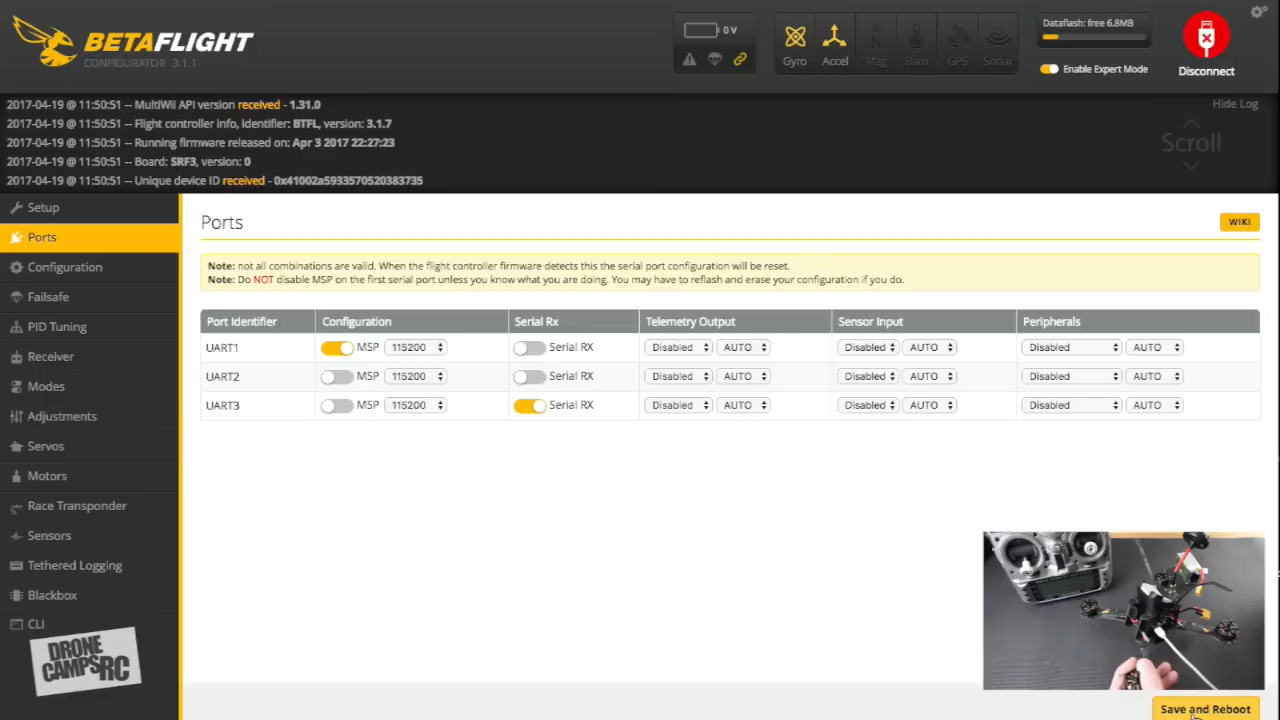 BETAFLIGHT
CONFIGURATOR 3.1.1
0 V
Gyro Accel Mag Baro GPS Sonar
Dataflash: free 6.8MB
Enable Expert Mode
Disconnect
Hide Log
Scroll
2017-04-19 @ 11:50:51 -- MultiWii API version received - 1.31.0
2017-04-19 @ 11:50:51 -- Flight controller info, identifier: BTFL, version: 3.1.7
2017-04-19 @ 11:50:51 -- Running firmware released on: Apr 3 2017 22:27:23
2017-04-19 @ 11:50:51 -- Board: SRF3, version: 0
2017-04-19 @ 11:50:51 -- Unique device ID received - 0x41002a5933570520383735
Setup
Ports
Configuration
Failsafe
PID Tuning
Receiver
Modes
Adjustments
Servos
Motors
Race Transponder
Sensors
Tethered Logging
Blackbox
CLI
DRONE
CAMPSRC
Ports
WIKI
Note: not all combinations are valid. When the flight controller firmware detects this the serial port configuration will be reset.
Note: Do NOT disable MSP on the first serial port unless you know what you are doing. You may have to reflash and erase your configuration if you do.
Port Identifier Configuration Serial Rx Telemetry Output Sensor Input Peripherals
UART1 MSP 115200 Serial RX Disabled AUTO Disabled AUTO Disabled AUTO
UART2 MSP 115200 Serial RX Disabled AUTO Disabled AUTO Disabled AUTO
UART3 MSP 115200 Serial RX Disabled AUTO Disabled AUTO Disabled AUTO
Save and Reboot